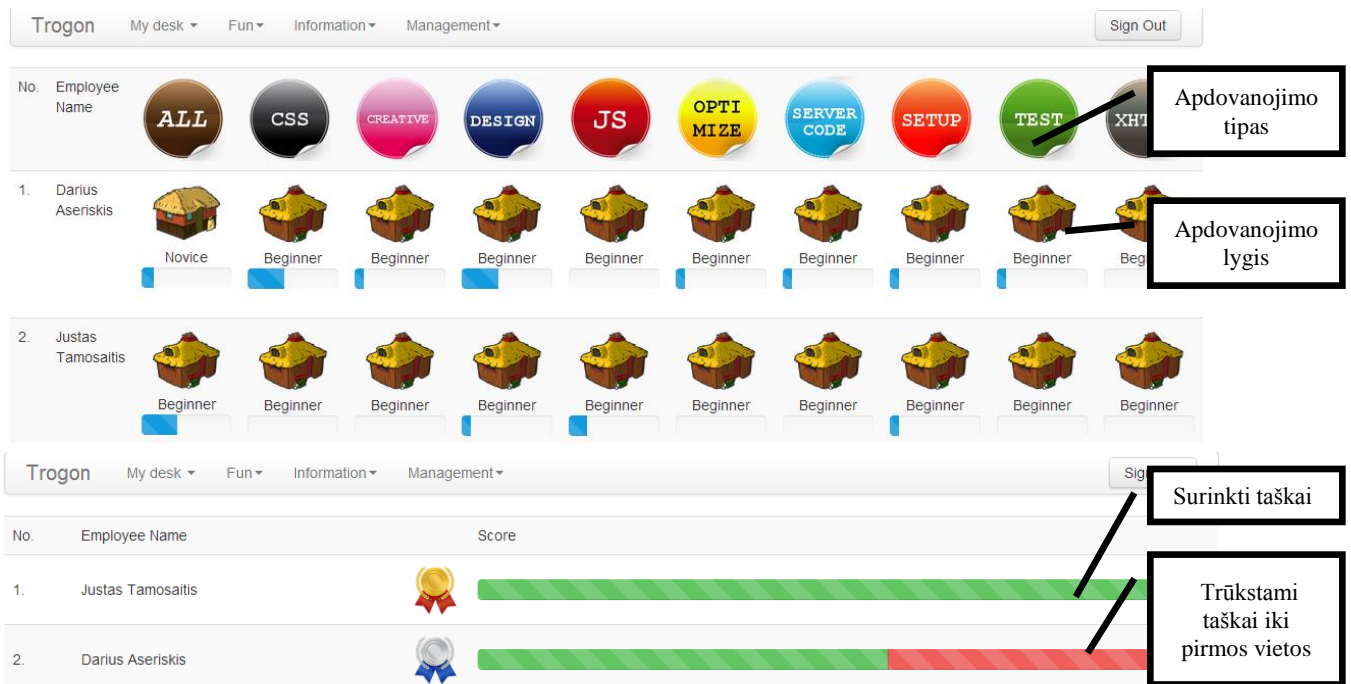 Trogon My desk Fun Information Management Sign Out
No. Employee Name
ALL CSS CREATIVE DESIGN JS OPTI MIZE SERVER CODE SETUP TEST
Apdovanojimo
tipas
1. Darius
Aseriskis
Novice Beginner Beginner Beginner Beginner Beginner Beginner Beginner Beginner
Apdovanojimo
lygis
2. Justas
Tamosaitis
Beginner Beginner Beginner Beginner Beginner Beginner Beginner Beginner Beginner Beginner
Trogon My desk Fun Information Management
Surinkti taškai
No. Employee Name Score
1. Justas Tamosaitis
2. Darius Aseriskis
Trūkstami
taškai iki
pirmos vietos